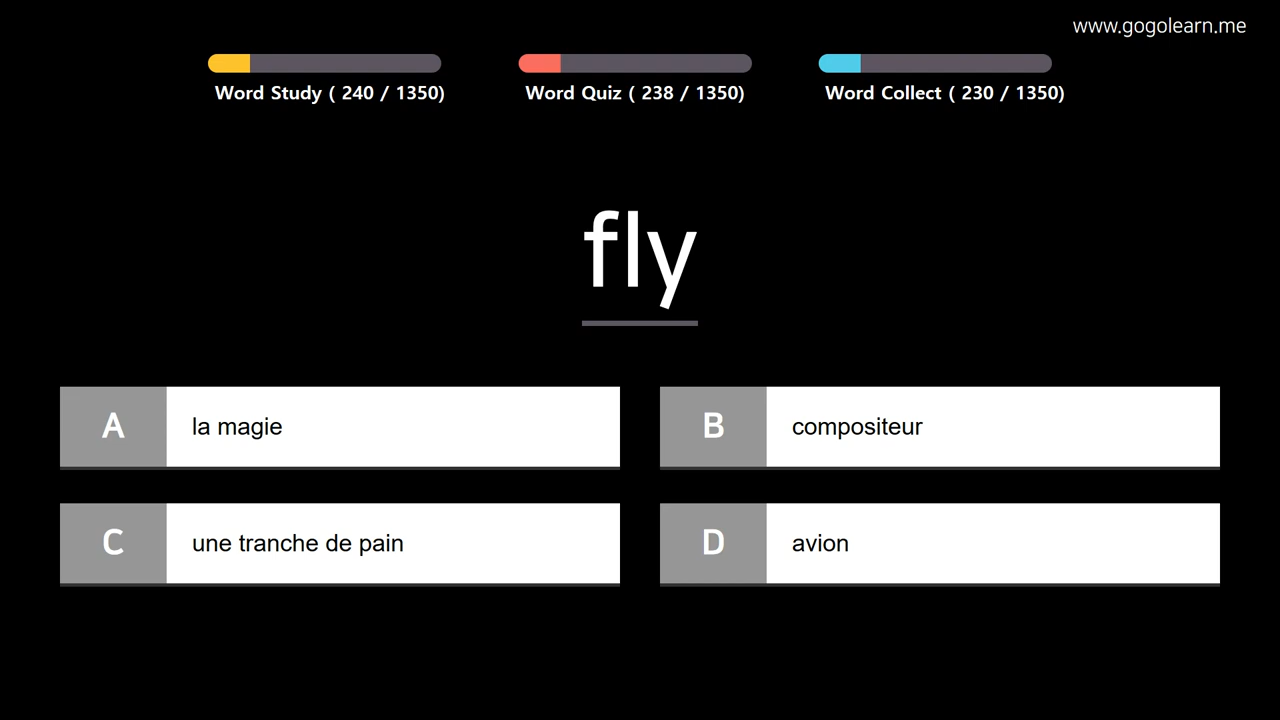 www.gogolearn.me
Word Study ( 240 / 1350)
Word Quiz ( 238 / 1350)
Word Collect ( 230 / 1350)
fly
A la magie
B compositeur
C une tranche de pain
D avion